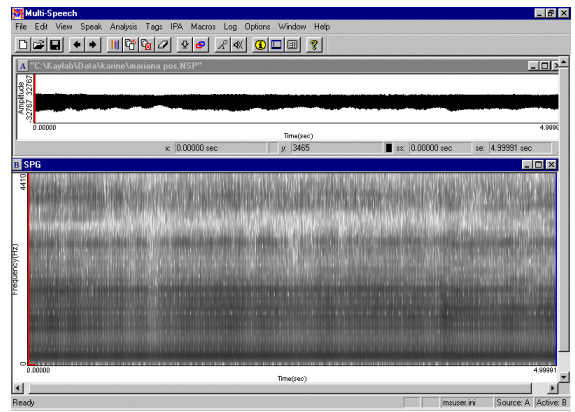 Multi-Speech
File Edit View Speak Analysis Tags IPA Macros Log Options Window Help
A "C:\Kaylab\Data\karine\mariana pos.NSP"
Amplitude
-32767 32767
0.00000 4.9999
Time(sec)
x: 0.00000 sec y: 3465 ss: 0.00000 sec se: 4.99991 sec
B SPG
4410
Frequency(Hz)
0
0.00000 4.99991
Time(sec)
Ready msuser.ini Source: A Active: B